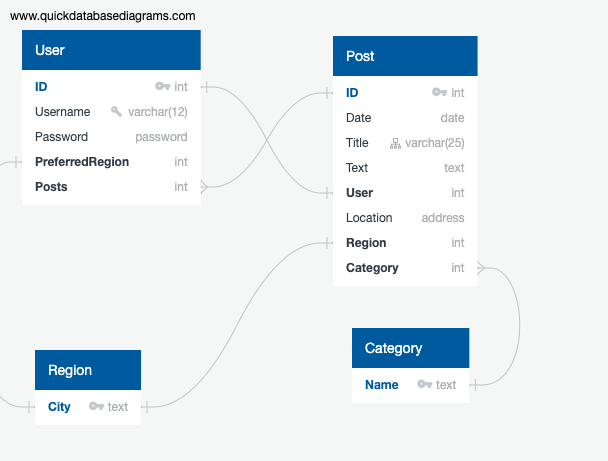 www.quickdatabasediagrams.com
User
ID int
Username varchar(12)
Password password
PreferredRegion int
Posts int
Post
ID int
Date date
Title varchar(25)
Text text
User int
Location address
Region int
Category int
Region
City text
Category
Name text